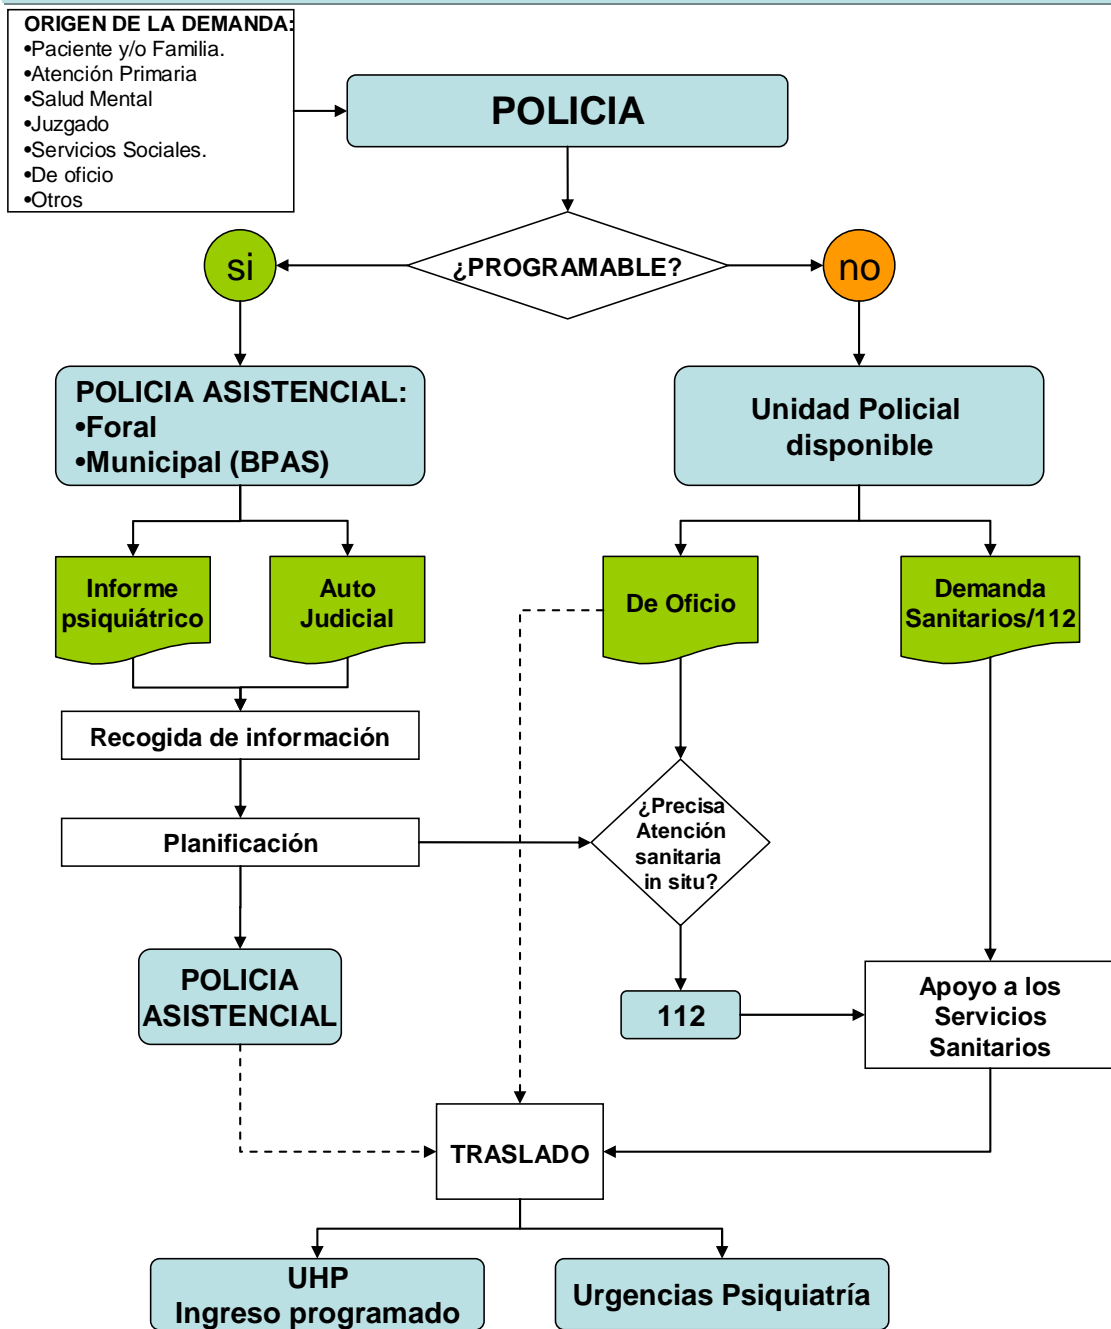 ORIGEN DE LA DEMANDA:
•Paciente y/o Familia.
•Atención Primaria
•Salud Mental
•Juzgado
•Servicios Sociales.
•De oficio
•Otros
POLICIA
¿PROGRAMABLE?
si
no
POLICIA ASISTENCIAL:
•Foral
•Municipal (BPAS)
Unidad Policial
disponible
Informe
psiquiátrico
Auto
Judicial
De Oficio
Demanda
Sanitarios/112
Recogida de información
Planificación
¿Precisa
Atención
sanitaria
in situ?
POLICIA
ASISTENCIAL
112
Apoyo a los
Servicios
Sanitarios
TRASLADO
UHP
Ingreso programado
Urgencias Psiquiatría